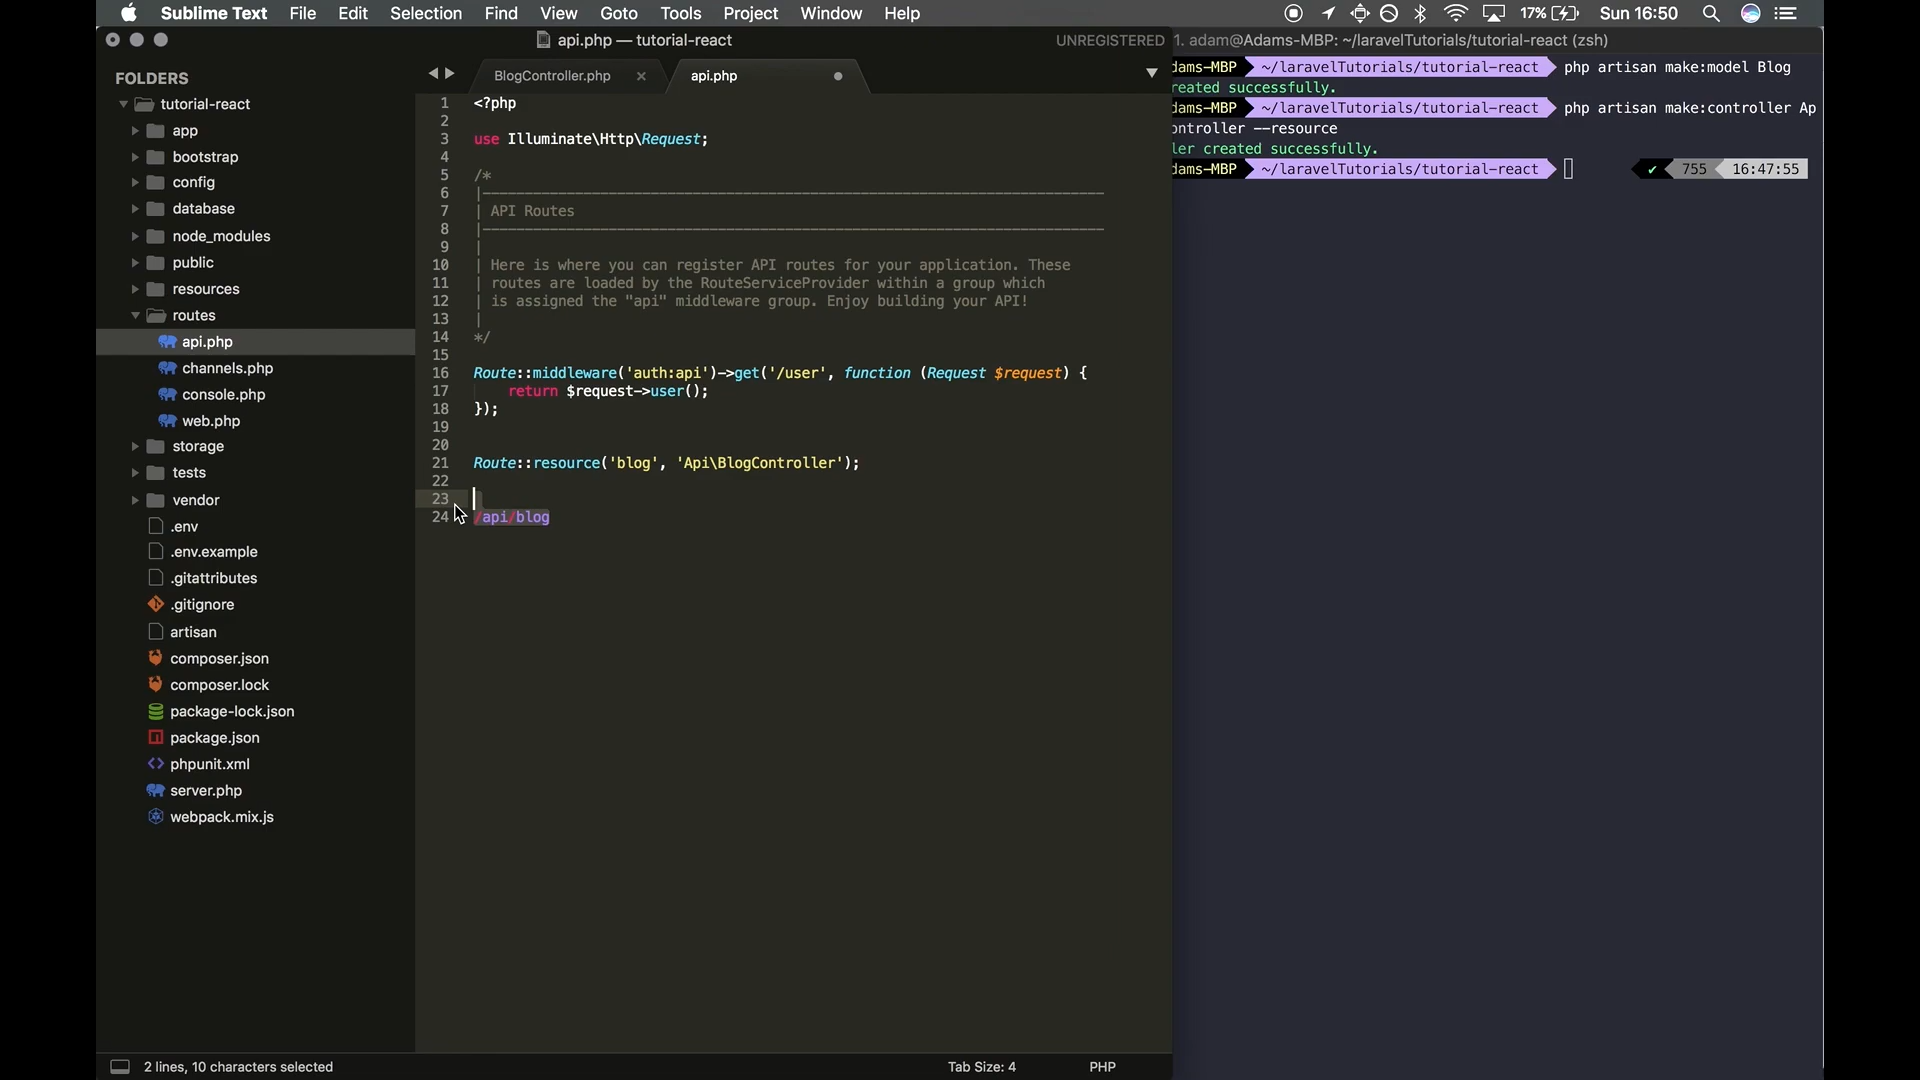 Sublime Text File Edit Selection Find View Goto Tools Project Window Help 17% Sun 16:50
api.php — tutorial-react UNREGISTERED
1. adam@Adams-MBP: ~/laravelTutorials/tutorial-react (zsh)
FOLDERS
tutorial-react
app
bootstrap
config
database
node_modules
public
resources
routes
api.php
channels.php
console.php
web.php
storage
tests
vendor
.env
.env.example
.gitattributes
.gitignore
artisan
composer.json
composer.lock
package-lock.json
package.json
phpunit.xml
server.php
webpack.mix.js
BlogController.php api.php
1 <?php
2
3 use Illuminate\Http\Request;
4
5 /*
6 |--------------------------------------------------------------------------
7 | API Routes
8 |--------------------------------------------------------------------------
9 |
10 | Here is where you can register API routes for your application. These
11 | routes are loaded by the RouteServiceProvider within a group which
12 | is assigned the "api" middleware group. Enjoy building your API!
13 |
14 */
15
16 Route::middleware('auth:api')->get('/user', function (Request $request) {
17 return $request->user();
18 });
19
20
21 Route::resource('blog', 'Api\BlogController');
22
23
24 /api/blog
dams-MBP ~/laravelTutorials/tutorial-react php artisan make:model Blog
reated successfully.
dams-MBP ~/laravelTutorials/tutorial-react php artisan make:controller Ap
ontroller --resource
ler created successfully.
dams-MBP ~/laravelTutorials/tutorial-react ✔ 755 16:47:55
2 lines, 10 characters selected Tab Size: 4 PHP